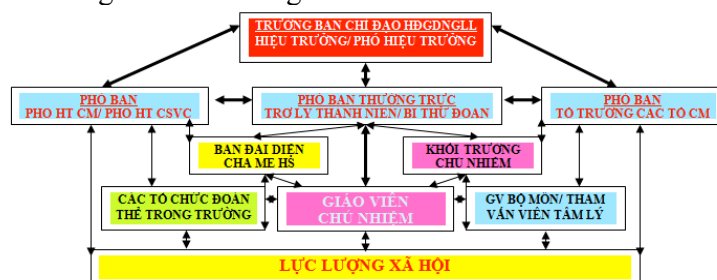 TRƯỞNG BAN CHỈ ĐẠO HĐGDNGLL
HIỆU TRƯỞNG/ PHÓ HIỆU TRƯỞNG
PHÓ BAN
PHÓ HT CM/ PHÓ HT CSVC
PHÓ BAN THƯỜNG TRỰC
TRỢ LÝ THANH NIÊN/ BÍ THƯ ĐOÀN
PHÓ BAN
TỔ TRƯỞNG CÁC TỔ CM
BAN ĐẠI DIỆN
CHA MẸ HS
KHỐI TRƯỞNG
CHỦ NHIỆM
CÁC TỔ CHỨC ĐOÀN
THỂ TRONG TRƯỜNG
GIÁO VIÊN
CHỦ NHIỆM
GV BỘ MÔN/ THAM
VẤN VIÊN TÂM LÝ
LỰC LƯỢNG XÃ HỘI